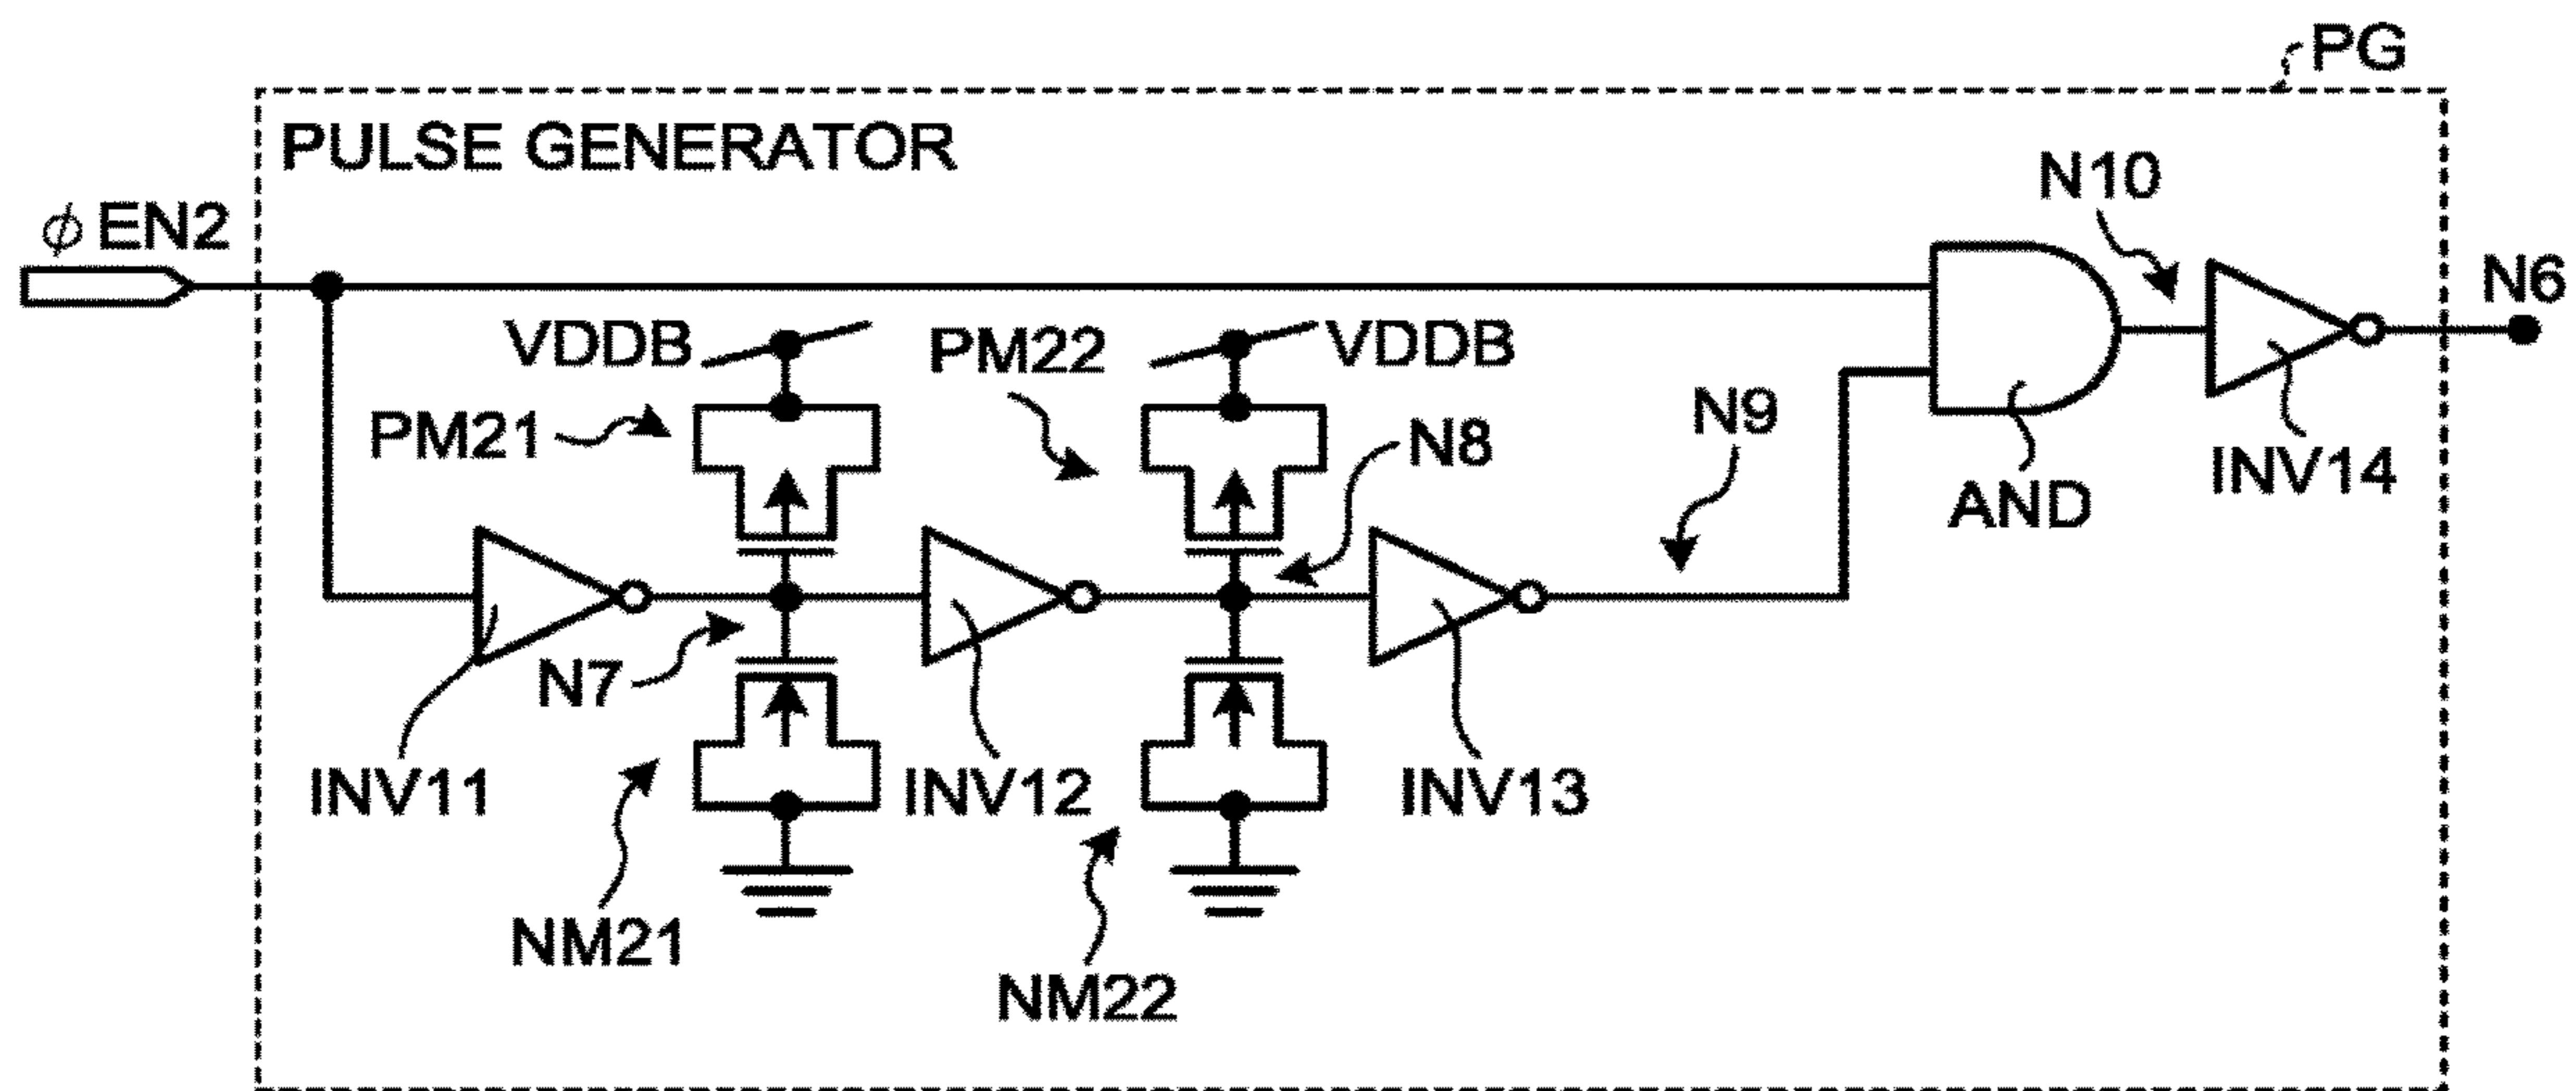 PG
PULSE GENERATOR
N10
ϕ EN2
N6
VDDB
PM22
VDDB
PM21
N9
N8
AND
INV14
N7
INV11
INV12
INV13
NM21
NM22